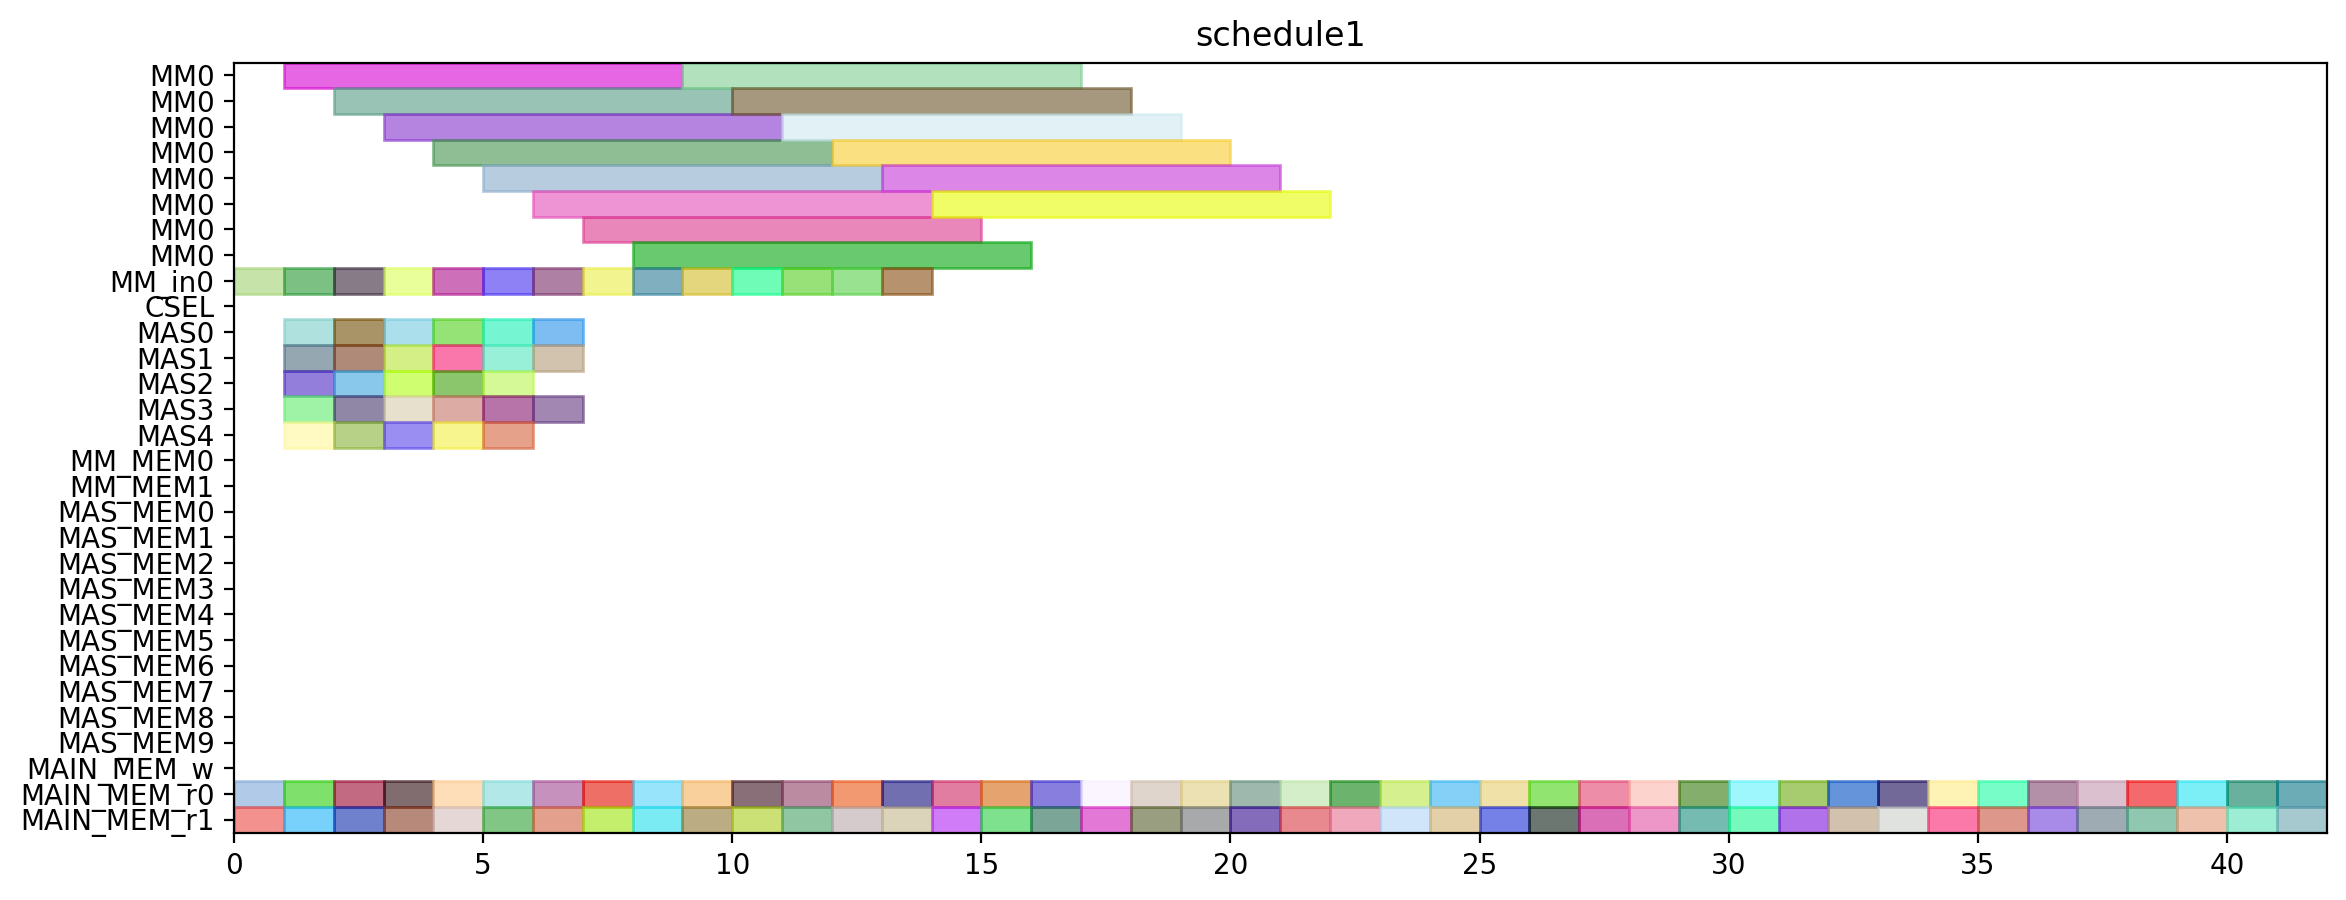 schedule1
MM0
MM0
MM0
MM0
MM0
MM0
MM0
MM0
MM_in0
CSEL
MAS0
MAS1
MAS2
MAS3
MAS4
MM_MEM0
MM_MEM1
MAS_MEM0
MAS_MEM1
MAS_MEM2
MAS_MEM3
MAS_MEM4
MAS_MEM5
MAS_MEM6
MAS_MEM7
MAS_MEM8
MAS_MEM9
MAIN_MEM_w
MAIN_MEM_r0
MAIN_MEM_r1
0 5 10 15 20 25 30 35 40